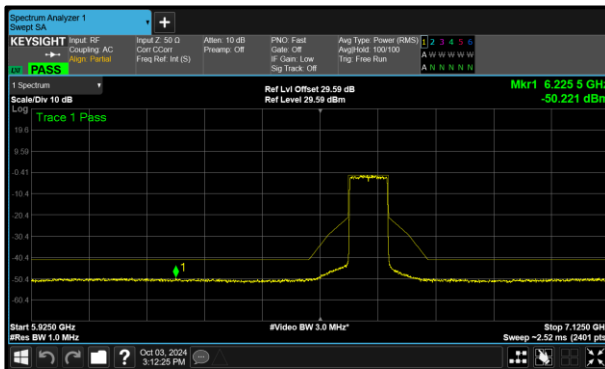 Spectrum Analyzer 1
Swept SA
+
KEYSIGHT Input: RF
Coupling: AC
Align: Partial
Input Z: 50 Ω
Corr CCorr
Freq Ref: Int (S)
Atten: 10 dB
Preamp: Off
PNO: Fast
Gate: Off
IF Gain: Low
Sig Track: Off
Avg Type: Power (RMS)
Avg|Hold: 100/100
Trig: Free Run
1 2 3 4 5 6
A W W W W W
A N N N N N
PASS
1 Spectrum
Scale/Div 10 dB
Ref Lvl Offset 29.59 dB
Ref Level 29.59 dBm
Mkr1 6.225 5 GHz
-50.221 dBm
Log
Trace 1 Pass
19.6
9.59
-0.41
-10.4
-20.4
-30.4
-40.4
-50.4
-60.4
1
Start 5.9250 GHz
#Res BW 1.0 MHz
#Video BW 3.0 MHz*
Stop 7.1250 GHz
Sweep ~2.52 ms (2401 pts)
?
Oct 03, 2024
3:12:25 PM